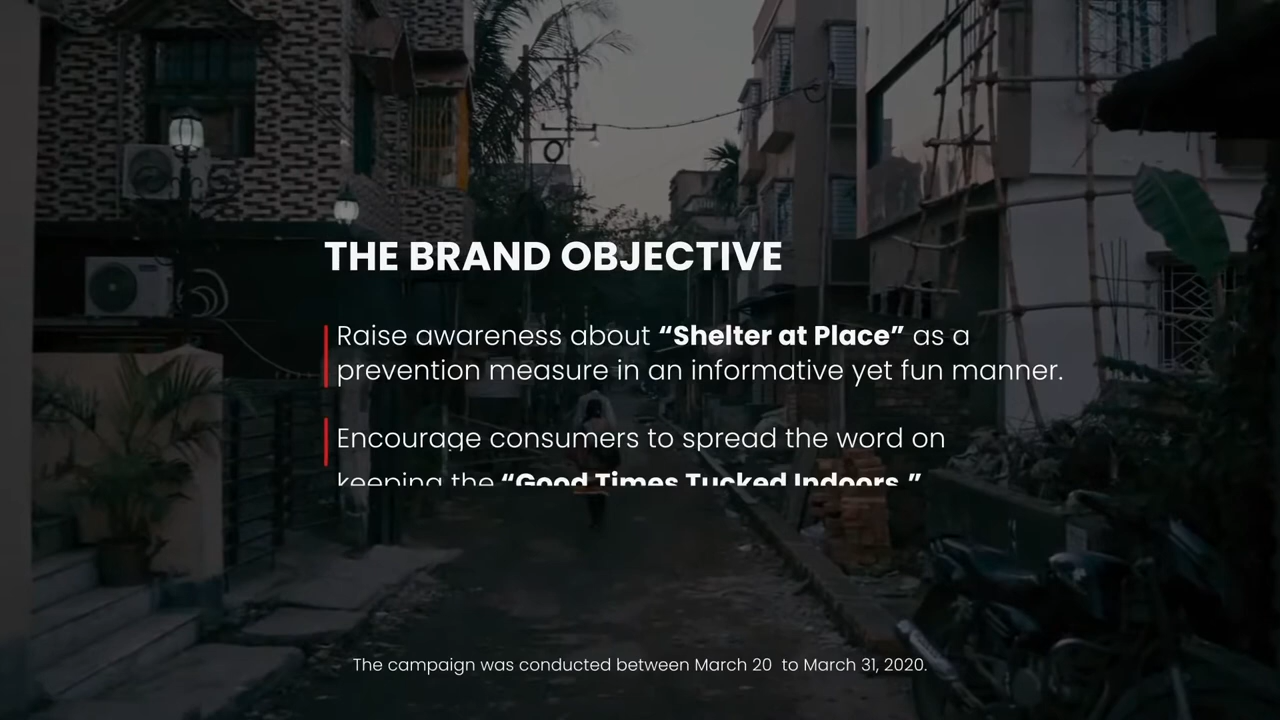 THE BRAND OBJECTIVE
Raise awareness about “Shelter at Place” as a
prevention measure in an informative yet fun manner.
Encourage consumers to spread the word on
keeping the “Good Times Tucked Indoors.”
The campaign was conducted between March 20 to March 31, 2020.